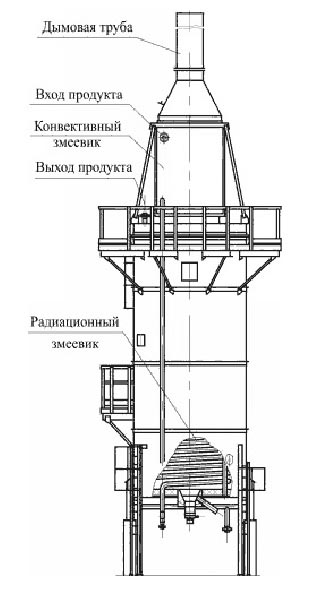 Дымовая труба
Вход продукта
Конвективный
змеевик
Выход продукта
Радиационный
змеевик